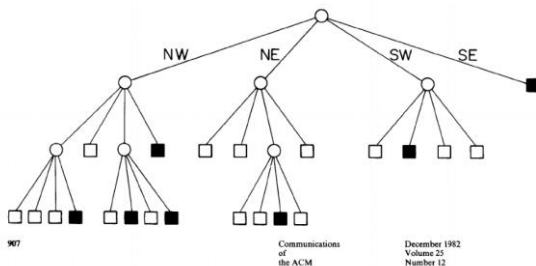 NW NE SW SE
907
Communications
of
the ACM
December 1982
Volume 25
Number 12